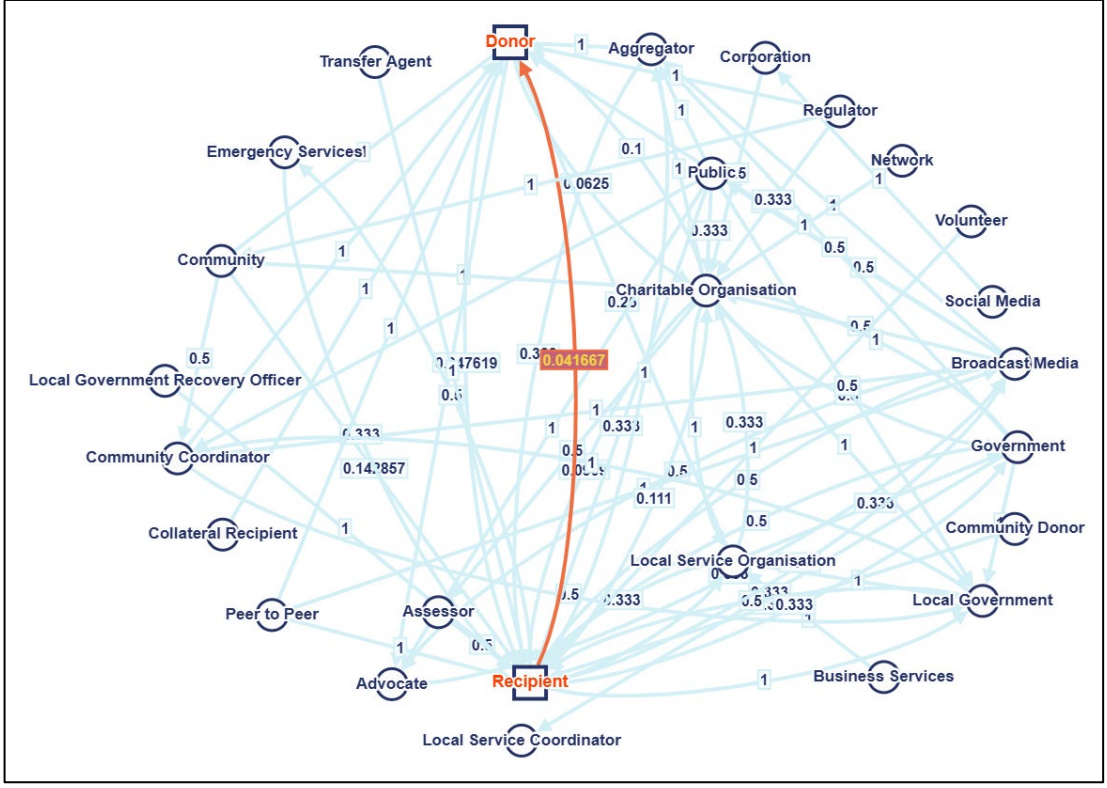 Donor
1
Aggregator
Corporation
Transfer Agent
1
Regulator
1
0.1
Emergency Services
Network
1
Public
1
0.0625
0.333
1
Volunteer
1
0.333
1
0.5
Community
1
1
0.5
Charitable Organisation
1
Social Media
1
0.5
1
0.5
0.041667
Broadcast Media
1
1
Local Government Recovery Officer
0.5
0.5
1
0.333
1
1
0.333
0.333
Community Coordinator
0.5
1
1
1
Government
0.5
0.111
0.333
Collateral Recipient
1
0.5
Community Donor
Local Service Organisation
1
Peer to Peer
Assessor
0.5
0.333
0.5
0.333
Local Government
1
0.5
Advocate
Recipient
1
Business Services
Local Service Coordinator